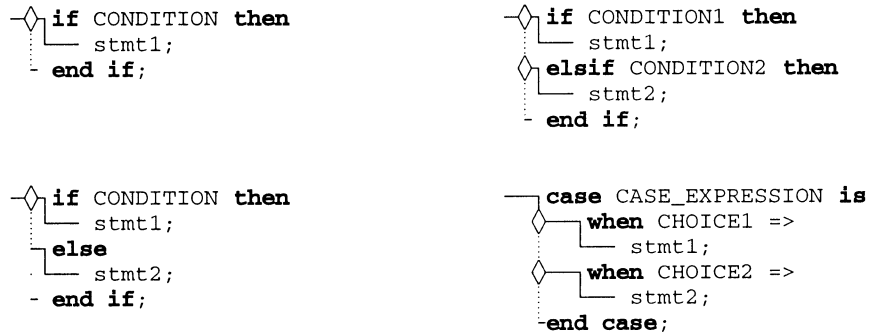 if CONDITION then
stmt1;
end if;
if CONDITION1 then
stmt1;
elsif CONDITION2 then
stmt2;
end if;
if CONDITION then
stmt1;
else
stmt2;
end if;
case CASE_EXPRESSION is
when CHOICE1 =>
stmt1;
when CHOICE2 =>
stmt2;
end case;